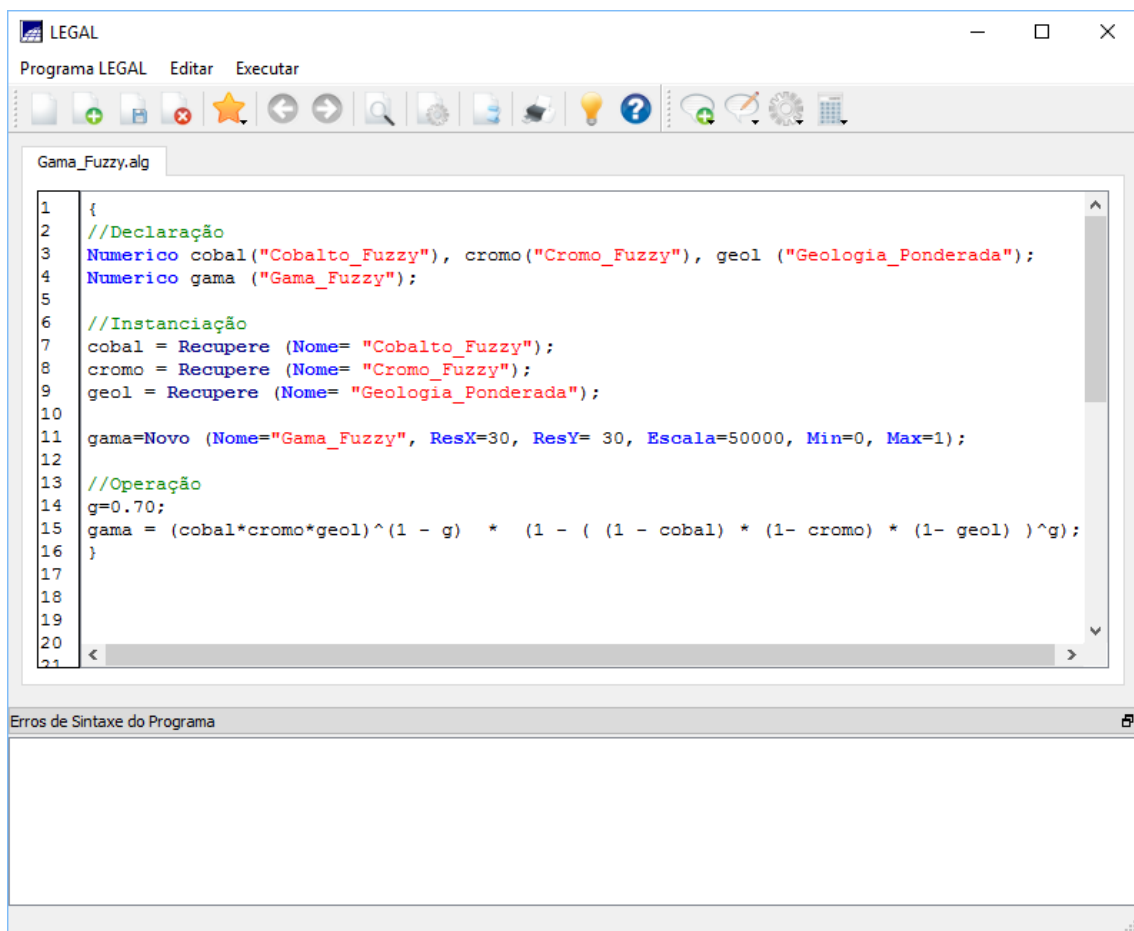 LEGAL
Programa LEGAL Editar Executar
Gama_Fuzzy.alg
1 {
2 //Declaração
3 Numerico cobal("Cobalto_Fuzzy"), cromo("Cromo_Fuzzy"), geol ("Geologia_Ponderada");
4 Numerico gama ("Gama_Fuzzy");
5
6 //Instanciação
7 cobal = Recupere (Nome= "Cobalto_Fuzzy");
8 cromo = Recupere (Nome= "Cromo_Fuzzy");
9 geol = Recupere (Nome= "Geologia_Ponderada");
10
11 gama=Novo (Nome="Gama_Fuzzy", ResX=30, ResY= 30, Escala=50000, Min=0, Max=1);
12
13 //Operação
14 g=0.70;
15 gama = (cobal*cromo*geol)^(1 - g)  *  (1 - ( (1 - cobal) * (1- cromo) * (1- geol) )^g);
16 }
17
18
19
20
21
Erros de Sintaxe do Programa